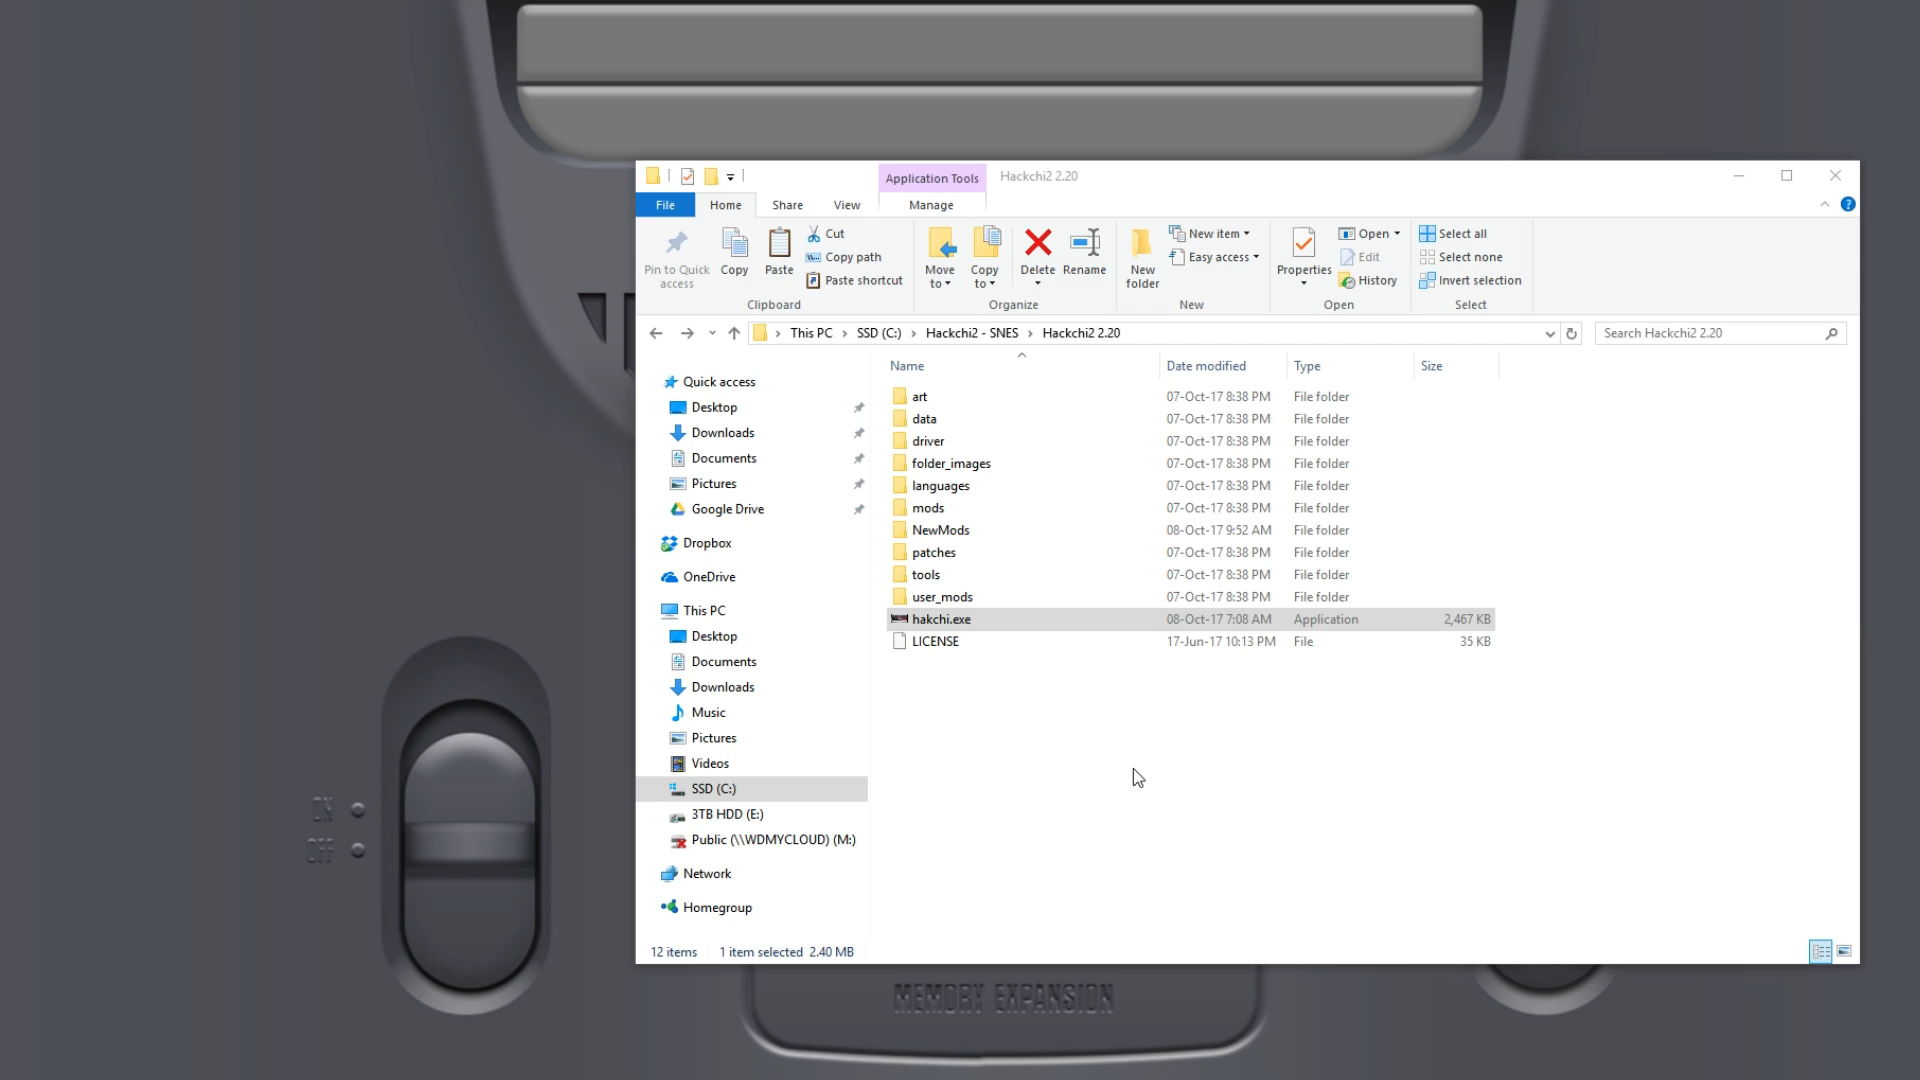 Application Tools
Hackchi2 2.20
File
Home
Share
View
Manage
Pin to Quick access
Copy
Paste
Cut
Copy path
Paste shortcut
Clipboard
Move to
Copy to
Delete
Rename
Organize
New folder
New item
Easy access
New
Properties
Open
Edit
History
Open
Select all
Select none
Invert selection
Select
This PC > SSD (C:) > Hackchi2 - SNES > Hackchi2 2.20
Search Hackchi2 2.20
Name Date modified Type Size
art 07-Oct-17 8:38 PM File folder
data 07-Oct-17 8:38 PM File folder
driver 07-Oct-17 8:38 PM File folder
folder_images 07-Oct-17 8:38 PM File folder
languages 07-Oct-17 8:38 PM File folder
mods 07-Oct-17 8:38 PM File folder
NewMods 08-Oct-17 9:52 AM File folder
patches 07-Oct-17 8:38 PM File folder
tools 07-Oct-17 8:38 PM File folder
user_mods 07-Oct-17 8:38 PM File folder
hakchi.exe 08-Oct-17 7:08 AM Application 2,467 KB
LICENSE 17-Jun-17 10:13 PM File 35 KB
Quick access
Desktop
Downloads
Documents
Pictures
Google Drive
Dropbox
OneDrive
This PC
Desktop
Documents
Downloads
Music
Pictures
Videos
SSD (C:)
3TB HDD (E:)
Public (\\WDMYCLOUD) (M:)
Network
Homegroup
12 items 1 item selected 2.40 MB
ON
OFF
MEMORY EXPANSION